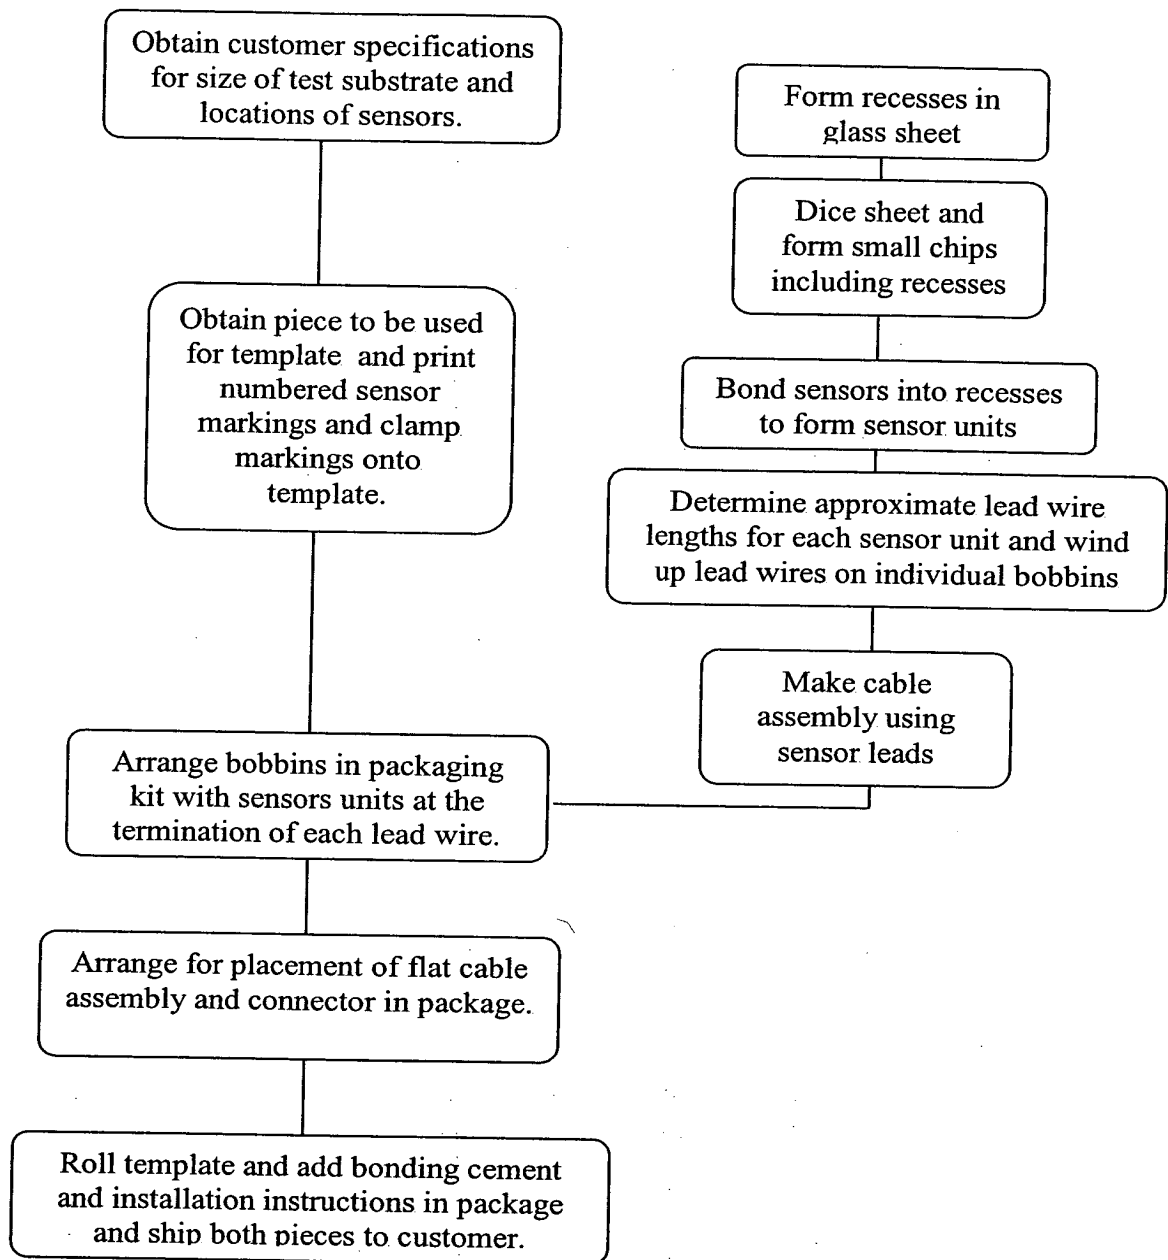 Obtain customer specifications
for size of test substrate and
locations of sensors.
Obtain piece to be used
for template and print
numbered sensor
markings and clamp
markings onto
template.
Form recesses in
glass sheet
Dice sheet and
form small chips
including recesses
Bond sensors into recesses
to form sensor units
Determine approximate lead wire
lengths for each sensor unit and wind
up lead wires on individual bobbins
Make cable
assembly using
sensor leads
Arrange bobbins in packaging
kit with sensors units at the
termination of each lead wire.
Arrange for placement of flat cable
assembly and connector in package.
Roll template and add bonding cement
and installation instructions in package
and ship both pieces to customer.